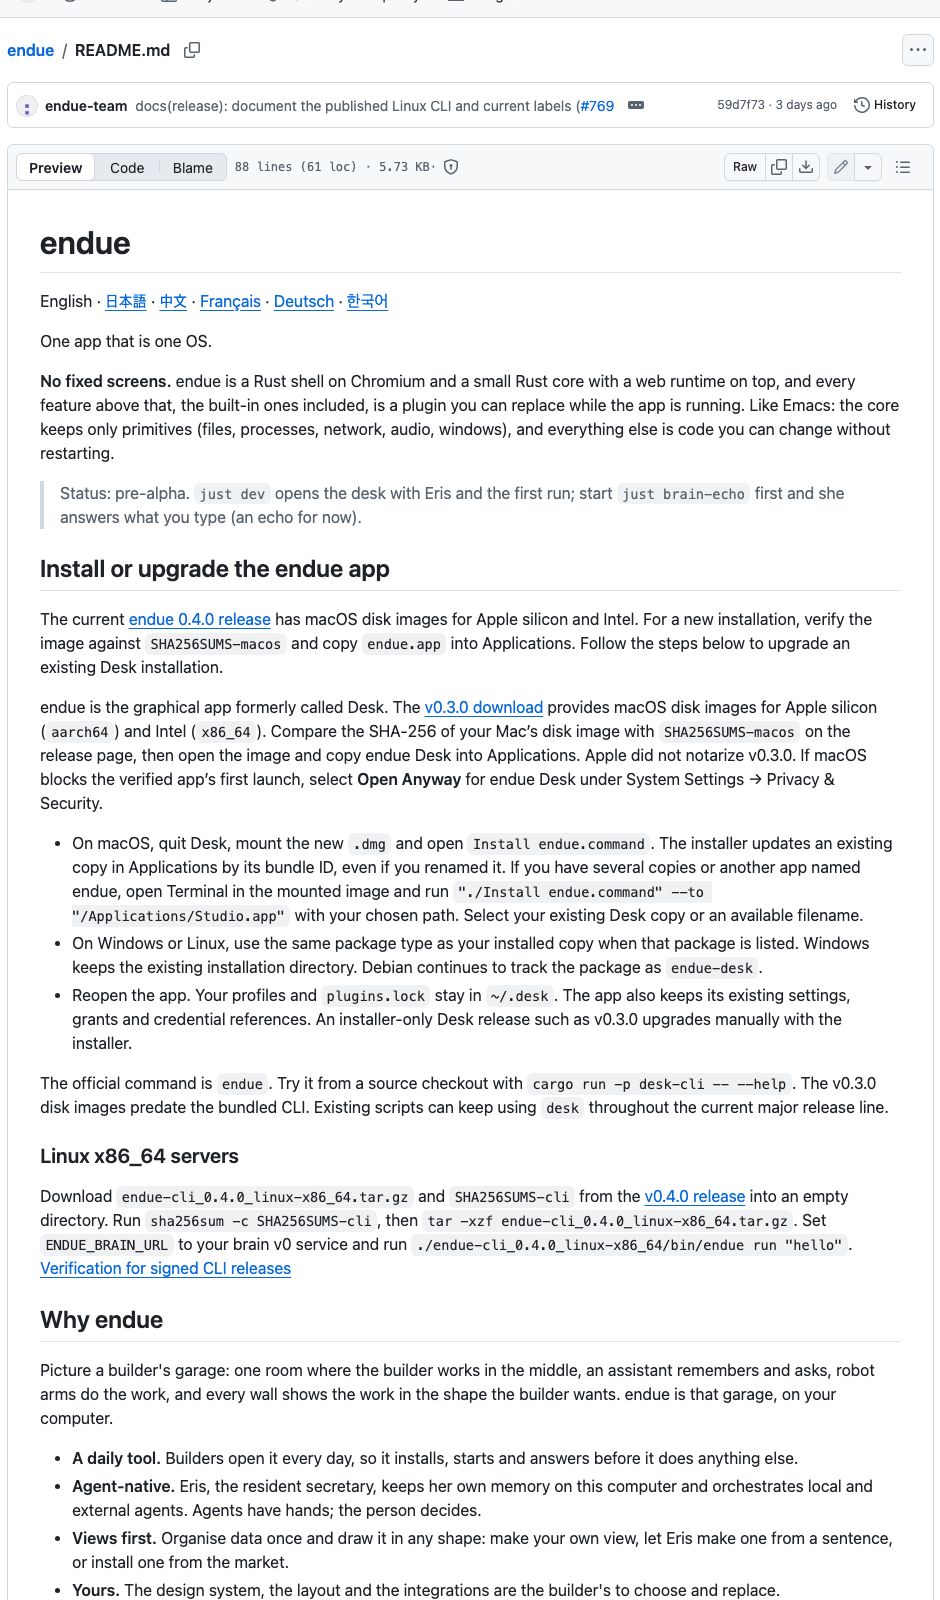 endue / README.md
endue-team docs(release): document the published Linux CLI and current labels (#769 59d7f73 · 3 days ago History
Preview Code Blame 88 lines (61 loc) · 5.73 KB · Raw
endue
English · 日本語 · 中文 · Français · Deutsch · 한국어
One app that is one OS.
No fixed screens. endue is a Rust shell on Chromium and a small Rust core with a web runtime on top, and every
feature above that, the built-in ones included, is a plugin you can replace while the app is running. Like Emacs: the core
keeps only primitives (files, processes, network, audio, windows), and everything else is code you can change without
restarting.
Status: pre-alpha. just dev opens the desk with Eris and the first run; start just brain-echo first and she
answers what you type (an echo for now).
Install or upgrade the endue app
The current endue 0.4.0 release has macOS disk images for Apple silicon and Intel. For a new installation, verify the
image against SHA256SUMS-macos and copy endue.app into Applications. Follow the steps below to upgrade an
existing Desk installation.
endue is the graphical app formerly called Desk. The v0.3.0 download provides macOS disk images for Apple silicon
(aarch64) and Intel (x86_64). Compare the SHA-256 of your Mac’s disk image with SHA256SUMS-macos on the
release page, then open the image and copy endue Desk into Applications. Apple did not notarize v0.3.0. If macOS
blocks the verified app’s first launch, select Open Anyway for endue Desk under System Settings → Privacy &
Security.
• On macOS, quit Desk, mount the new .dmg and open Install endue.command. The installer updates an existing
copy in Applications by its bundle ID, even if you renamed it. If you have several copies or another app named
endue, open Terminal in the mounted image and run "./Install endue.command" --to
"/Applications/Studio.app" with your chosen path. Select your existing Desk copy or an available filename.
• On Windows or Linux, use the same package type as your installed copy when that package is listed. Windows
keeps the existing installation directory. Debian continues to track the package as endue-desk.
• Reopen the app. Your profiles and plugins.lock stay in ~/.desk. The app also keeps its existing settings,
grants and credential references. An installer-only Desk release such as v0.3.0 upgrades manually with the
installer.
The official command is endue. Try it from a source checkout with cargo run -p desk-cli -- --help. The v0.3.0
disk images predate the bundled CLI. Existing scripts can keep using desk throughout the current major release line.
Linux x86_64 servers
Download endue-cli_0.4.0_linux-x86_64.tar.gz and SHA256SUMS-cli from the v0.4.0 release into an empty
directory. Run sha256sum -c SHA256SUMS-cli, then tar -xzf endue-cli_0.4.0_linux-x86_64.tar.gz. Set
ENDUE_BRAIN_URL to your brain v0 service and run ./endue-cli_0.4.0_linux-x86_64/bin/endue run "hello".
Verification for signed CLI releases
Why endue
Picture a builder's garage: one room where the builder works in the middle, an assistant remembers and asks, robot
arms do the work, and every wall shows the work in the shape the builder wants. endue is that garage, on your
computer.
• A daily tool. Builders open it every day, so it installs, starts and answers before it does anything else.
• Agent-native. Eris, the resident secretary, keeps her own memory on this computer and orchestrates local and
external agents. Agents have hands; the person decides.
• Views first. Organise data once and draw it in any shape: make your own view, let Eris make one from a sentence,
or install one from the market.
• Yours. The design system, the layout and the integrations are the builder's to choose and replace.